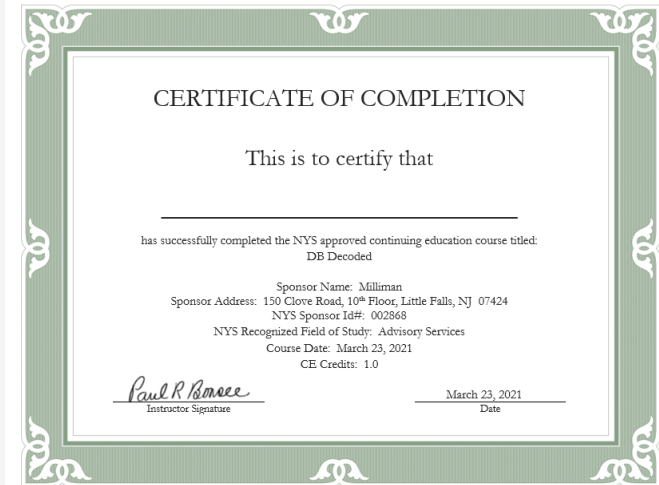 CERTIFICATE OF COMPLETION
This is to certify that
has successfully completed the NYS approved continuing education course titled:
DB Decoded
Sponsor Name: Milliman
Sponsor Address: 150 Clove Road, 10th Floor, Little Falls, NJ 07424
NYS Sponsor Id#: 002868
NYS Recognized Field of Study: Advisory Services
Course Date: March 23, 2021
CE Credits: 1.0
Paul R Bonsee
Instructor Signature
March 23, 2021
Date